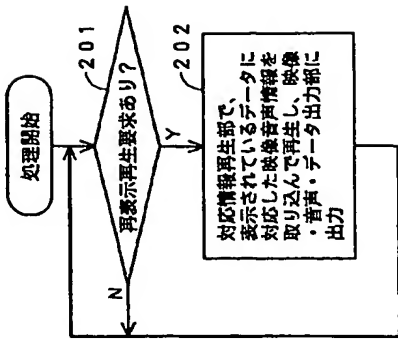 処理開始
201
再表示再生要求あり？
N
Y
202
対応情報再生部で、
表示されているデータに
対応した映像音声情報を
取り込んで再生し、映像
・音声・データ出力部に
出力